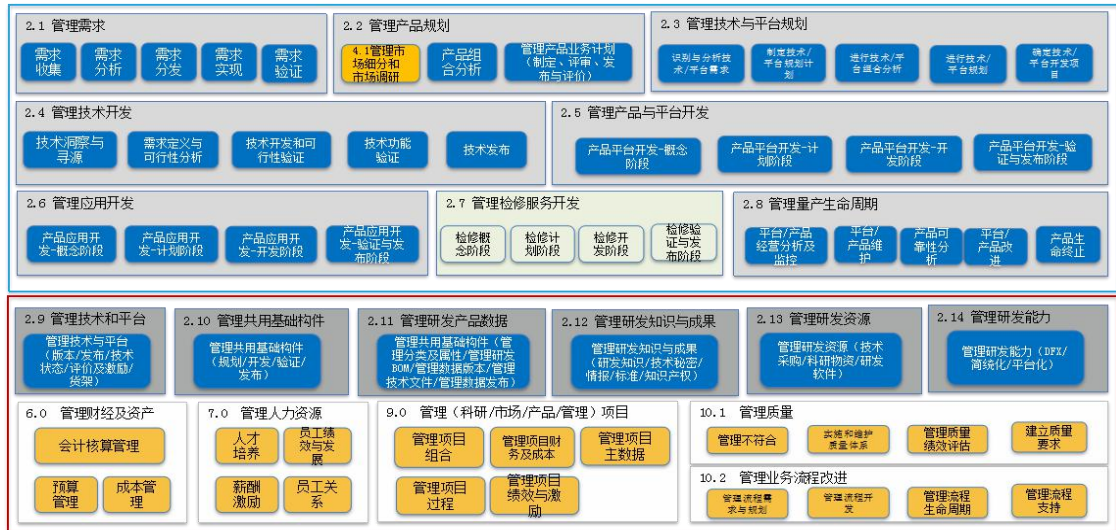 2.1 管理需求
需求
收集
需求
分析
需求
分发
需求
实现
需求
验证
2.2 管理产品规划
4.1管理市
场细分和
市场调研
产品组
合分析
管理产品业务计划
(制定、评审、发
布与评价)
2.3 管理技术与平台规划
识别与分析技
术/平台需求
制定技术/
平台规划计
划
进行技术/平
台组合分析
进行技术/
平台规划
确定技术/
平台开发项
目
2.4 管理技术开发
技术洞察与
寻源
需求定义与
可行性分析
技术开发和可
行性验证
技术功能
验证
技术发布
2.5 管理产品与平台开发
产品平台开发-概念
阶段
产品平台开发-计
划阶段
产品平台开发-开
发阶段
产品平台开发-验
证与发布阶段
2.6 管理应用开发
产品应用开
发-概念阶段
产品应用开
发-计划阶段
产品应用开
发-开发阶段
产品应用开
发-验证与发
布阶段
2.7 管理检修服务开发
检修概
念阶段
检修计
划阶段
检修开
发阶段
检修验
证与发
布阶段
2.8 管理量产生命周期
平台/产品
经营分析及
监控
平台/
产品维
护
产品可
靠性分
析
平台/
产品改
进
产品生
命终止
2.9 管理技术和平台
管理技术与平台
(版本/发布/技术
状态/评价及激励/
货架)
2.10 管理共用基础构件
管理共用基础构件
(规划/开发/验证/
发布)
2.11 管理研发产品数据
管理共用基础构件(管
理分类及属性/管理研发
BOM/管理数据版本/管理
技术文件/管理数据发布)
2.12 管理研发知识与成果
管理研发知识与成果
(研发知识/技术秘密/
情报/标准/知识产权)
2.13 管理研发资源
管理研发资源(技术
采购/科研物资/研发
软件)
2.14 管理研发能力
管理研发能力(DFX/
简统化/平台化)
6.0 管理财经及资产
会计核算管理
预算
管理
成本管
理
7.0 管理人力资源
人才
培养
员工绩
效与发
展
薪酬
激励
员工关
系
9.0 管理(科研/市场/产品/管理)项目
管理项目
组合
管理项目财
务及成本
管理项目
主数据
管理项目
过程
管理项目
绩效与激
励
10.1 管理质量
管理不符合
实施和维护
质量体系
管理质量
绩效评估
建立质量
要求
10.2 管理业务流程改进
管理流程需
求与规划
管理流程开
发
管理流程
生命周期
管理流程
支持